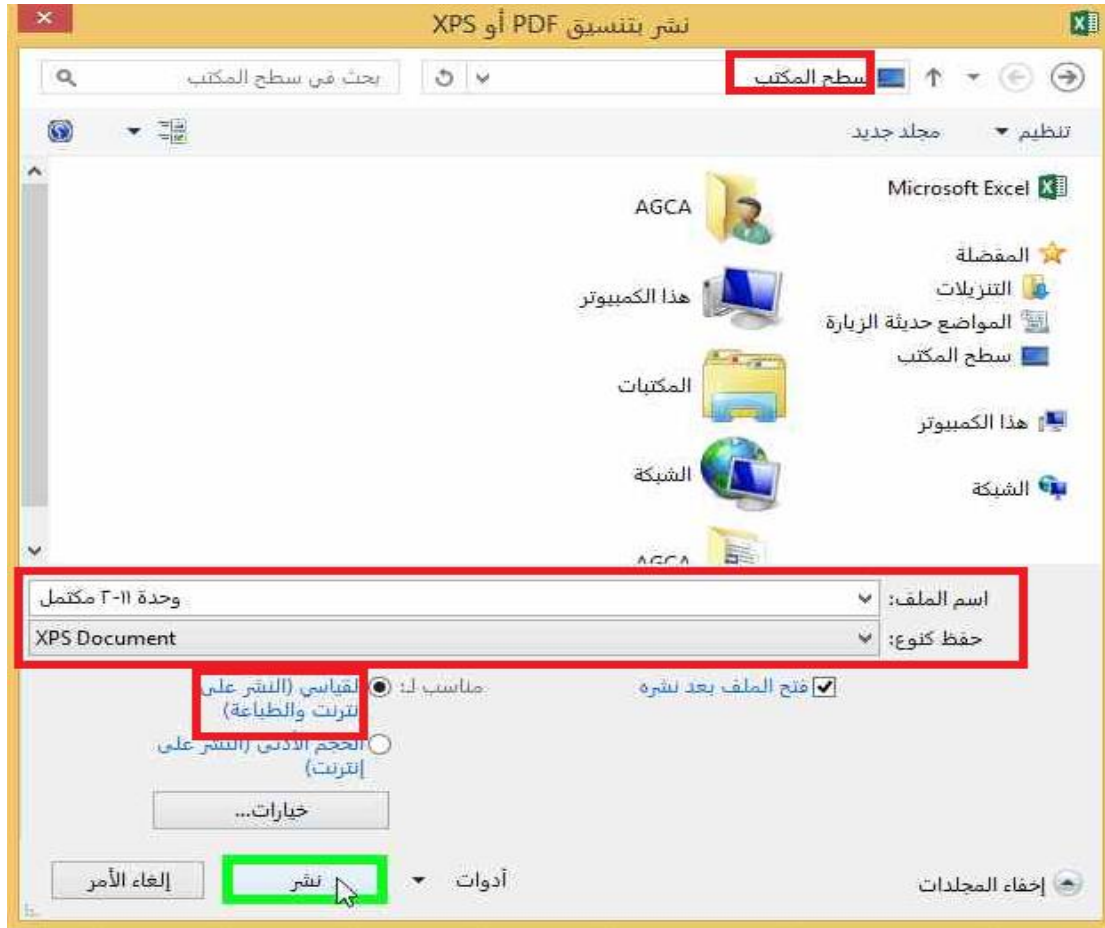 نشر بتنسيق PDF أو XPS
سطح المكتب
بحث في سطح المكتب
تنظيم
مجلد جديد
Microsoft Excel
المفضلة
التنزيلات
المواضع حديثة الزيارة
سطح المكتب
هذا الكمبيوتر
الشبكة
AGCA
هذا الكمبيوتر
المكتبات
الشبكة
AGCA
اسم الملف: وحدة ١١-٢ مكتمل
حفظ كنوع: XPS Document
فتح الملف بعد نشره
مناسب لـ: القياسي (النشر على
إنترنت والطباعة)
الحجم الأدنى (النشر على
إنترنت)
خيارات...
إخفاء المجلدات
أدوات
نشر
إلغاء الأمر